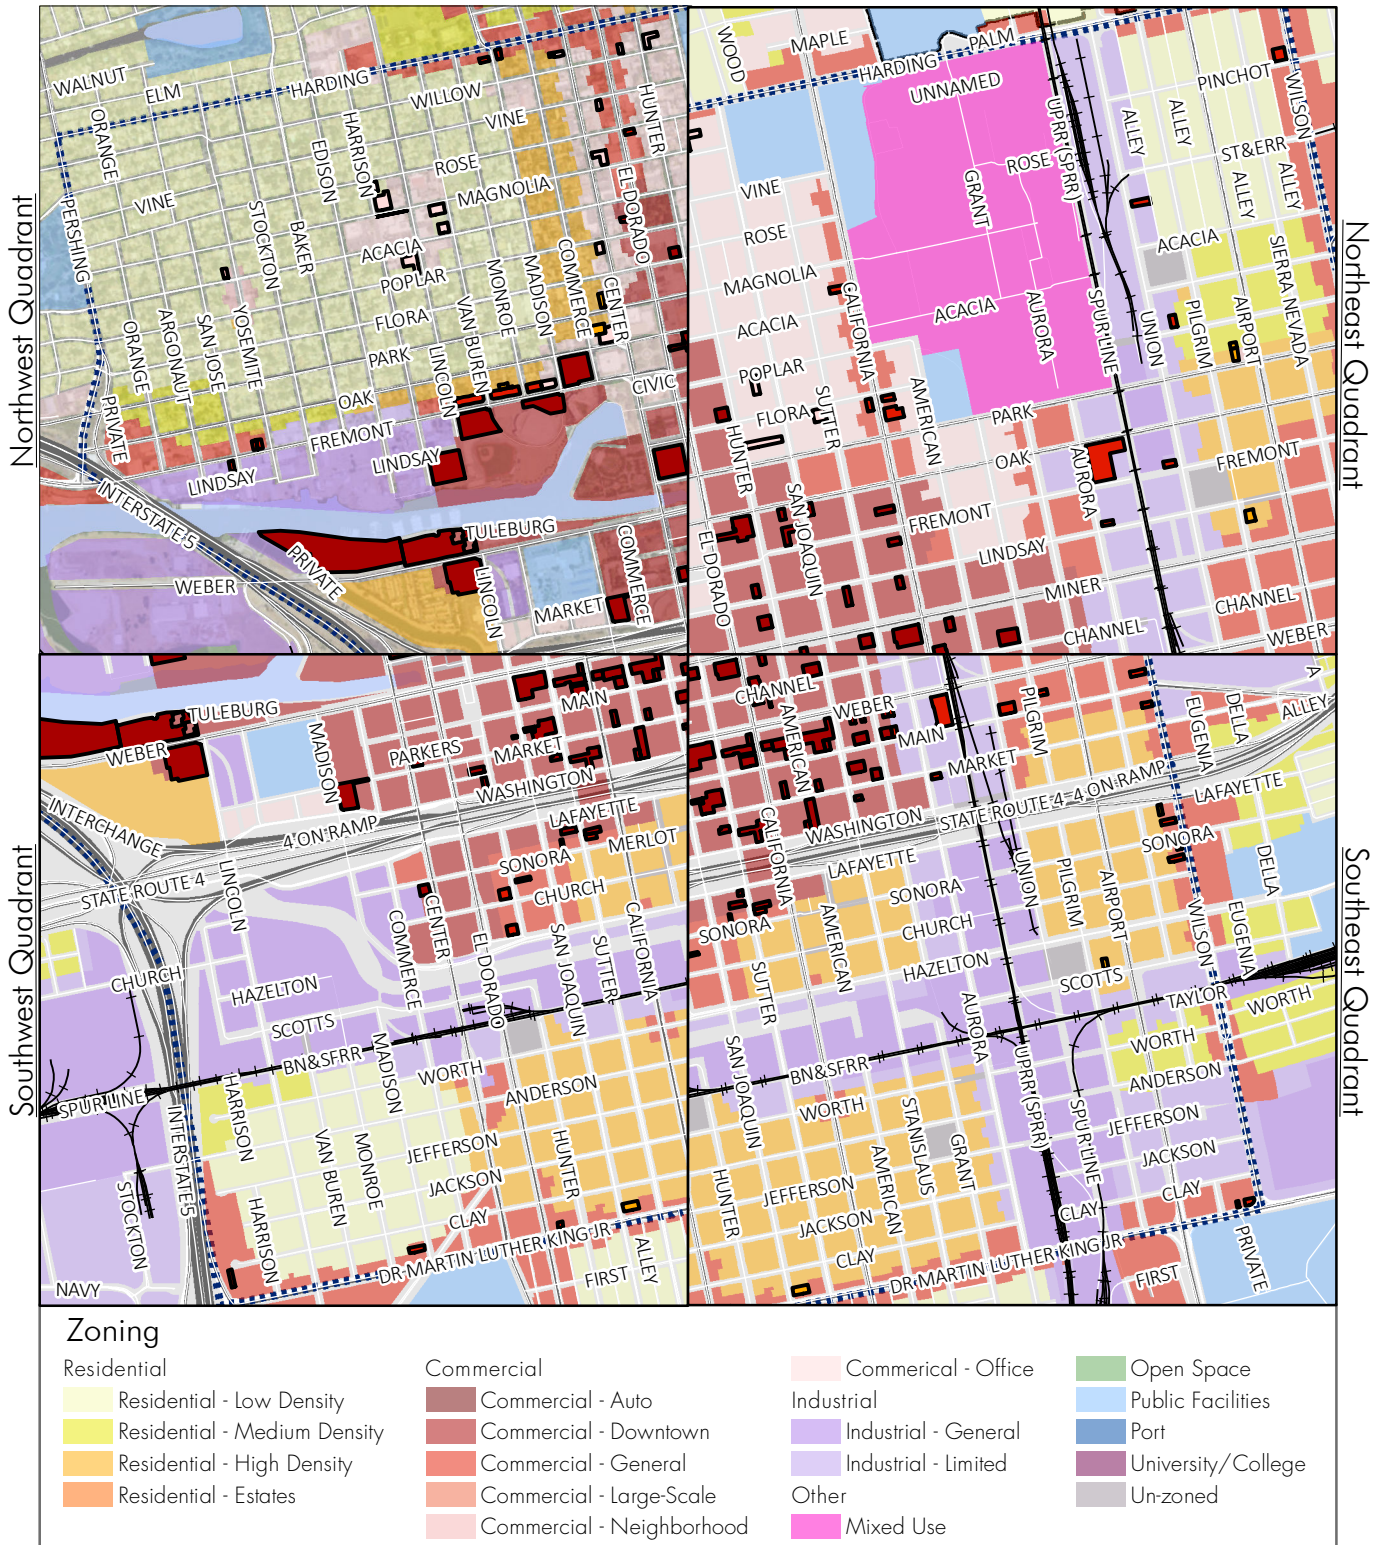 Northwest Quadrant
WALNUT
ELM
HARDING
WILLOW
VINE
HUNTER
ORANGE
EDISON
HARRISON
ROSE
MAGNOLIA
VINE
PERSHING
STOCKTON
BAKER
ACACIA
POPLAR
EL DORADO
COMMERCE
CENTER
MADISON
MONROE
VAN BUREN
FLORA
YOSEMITE
SAN JOSE
ARGONAUT
ORANGE
PARK
LINCOLN
CIVIC
OAK
PRIVATE
FREMONT
LINDSAY
LINDSAY
INTERSTATE 5
TULEBURG
PRIVATE
WEBER
LINCOLN
MARKET
COMMERCE
Northeast Quadrant
WOOD
MAPLE
PALM
HARDING
UNNAMED
PINCHOT
WILSON
UPRR (SPRR)
ALLEY
ALLEY
ST&ERR
VINE
ROSE
GRANT
ALLEY
ALLEY
ROSE
ACACIA
SIERRA NEVADA
MAGNOLIA
CALIFORNIA
ACACIA
ACACIA
AURORA
SPURLINE
UNION
PILGRIM
AIRPORT
POPLAR
FLORA
SUTTER
AMERICAN
PARK
HUNTER
OAK
AURORA
FREMONT
SAN JOAQUIN
FREMONT
EL DORADO
LINDSAY
MINER
CHANNEL
CHANNEL
WEBER
Southwest Quadrant
TULEBURG
MAIN
WEBER
MADISON
PARKERS
MARKET
WASHINGTON
INTERCHANGE
4 ON RAMP
LAFAYETTE
MERLOT
STATE ROUTE 4
LINCOLN
SONORA
CHURCH
CENTER
COMMERCE
EL DORADO
SAN JOAQUIN
SUTTER
CALIFORNIA
CHURCH
HAZELTON
SCOTTS
BN&SFRR
MADISON
WORTH
SPUR LINE
HARRISON
ANDERSON
INTERSTATE 5
VAN BUREN
MONROE
JEFFERSON
HUNTER
JACKSON
STOCKTON
HARRISON
CLAY
DR MARTIN LUTHER KING JR
NAVY
FIRST
ALLEY
Southeast Quadrant
CHANNEL
AMERICAN
WEBER
MAIN
PILGRIM
EUGENIA
DELLA
A
ALLEY
MARKET
STATE ROUTE 4
4 ON RAMP
LAFAYETTE
CALIFORNIA
WASHINGTON
LAFAYETTE
SONORA
UNION
PILGRIM
AIRPORT
DELLA
SONORA
AMERICAN
SONORA
CHURCH
WILSON
EUGENIA
SUTTER
HAZELTON
SCOTTS
TAYLOR
WORTH
AURORA
SAN JOAQUIN
BN&SFRR
UPRR (SPRR)
WORTH
ANDERSON
WORTH
STANISLAUS
SPUR LINE
JEFFERSON
GRANT
JACKSON
HUNTER
JEFFERSON
AMERICAN
CLAY
JACKSON
CLAY
CLAY
DR MARTIN LUTHER KING JR
FIRST
PRIVATE
Zoning
Residential
Residential - Low Density
Residential - Medium Density
Residential - High Density
Residential - Estates
Commercial
Commercial - Auto
Commercial - Downtown
Commercial - General
Commercial - Large-Scale
Commercial - Neighborhood
Commerical - Office
Industrial
Industrial - General
Industrial - Limited
Other
Mixed Use
Open Space
Public Facilities
Port
University/College
Un-zoned